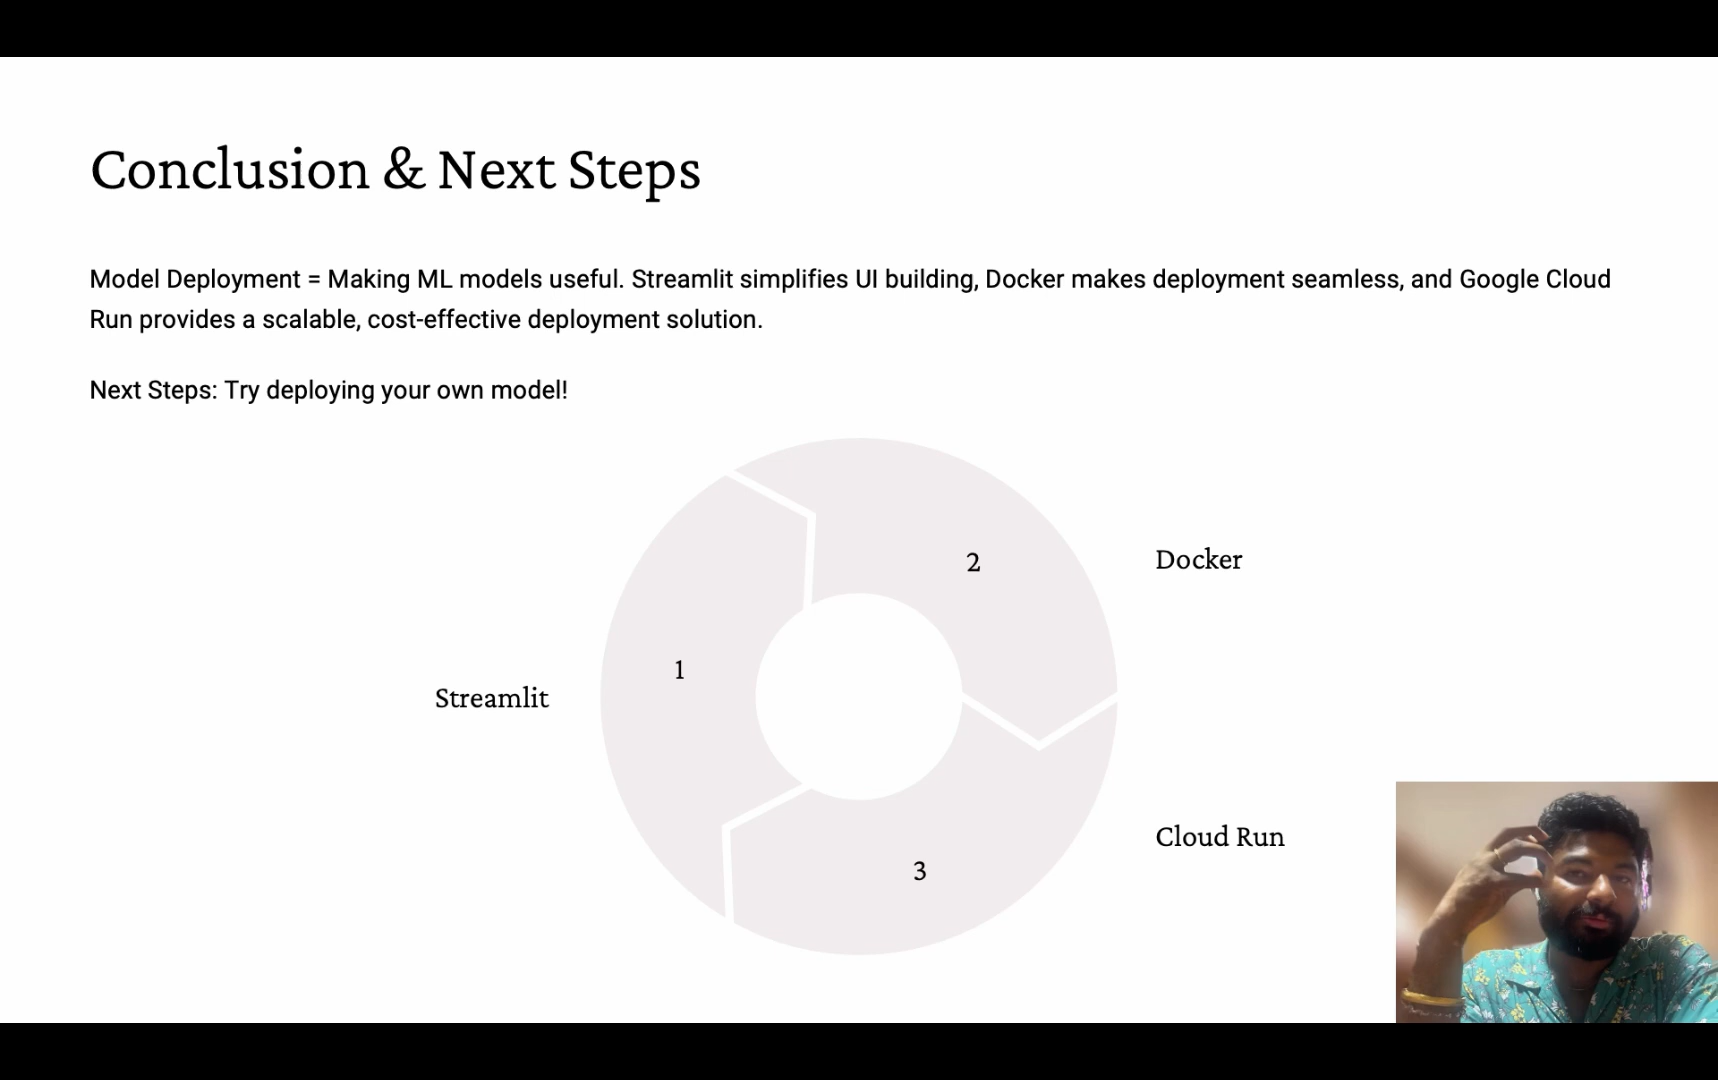 Conclusion & Next Steps
Model Deployment = Making ML models useful. Streamlit simplifies UI building, Docker makes deployment seamless, and Google Cloud
Run provides a scalable, cost-effective deployment solution.
Next Steps: Try deploying your own model!
2
Docker
1
Streamlit
Cloud Run
3